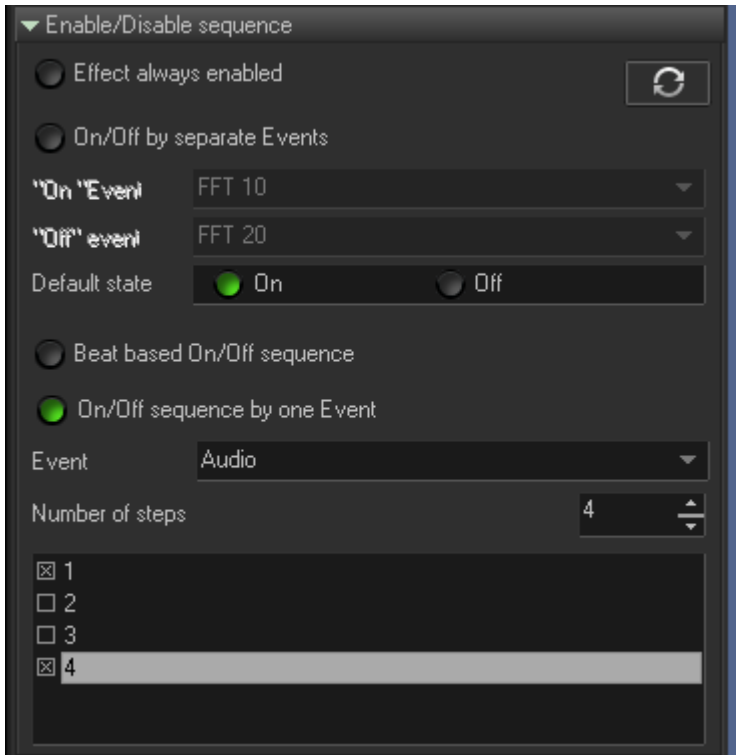 Enable/Disable sequence
Effect always enabled
On/Off by separate Events
"On "Event FFT 10
"Off" event FFT 20
Default state On Off
Beat based On/Off sequence
On/Off sequence by one Event
Event Audio
Number of steps 4
1
2
3
4